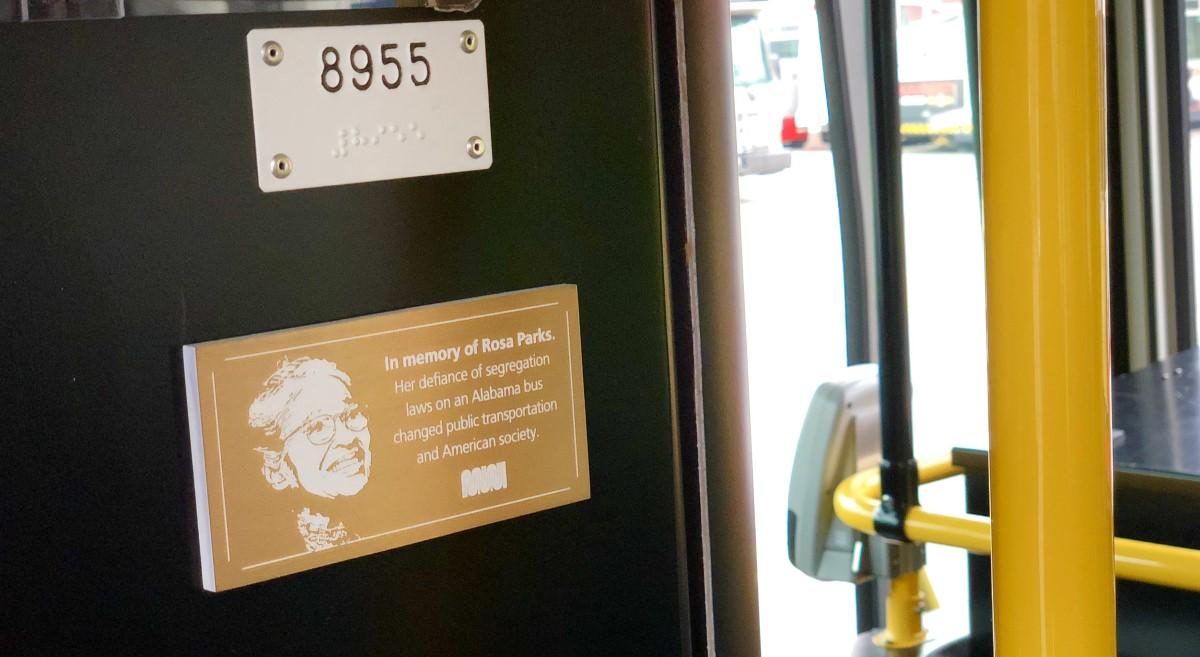 8955
In memory of Rosa Parks.
Her defiance of segregation
laws on an Alabama bus
changed public transportation
and American society.